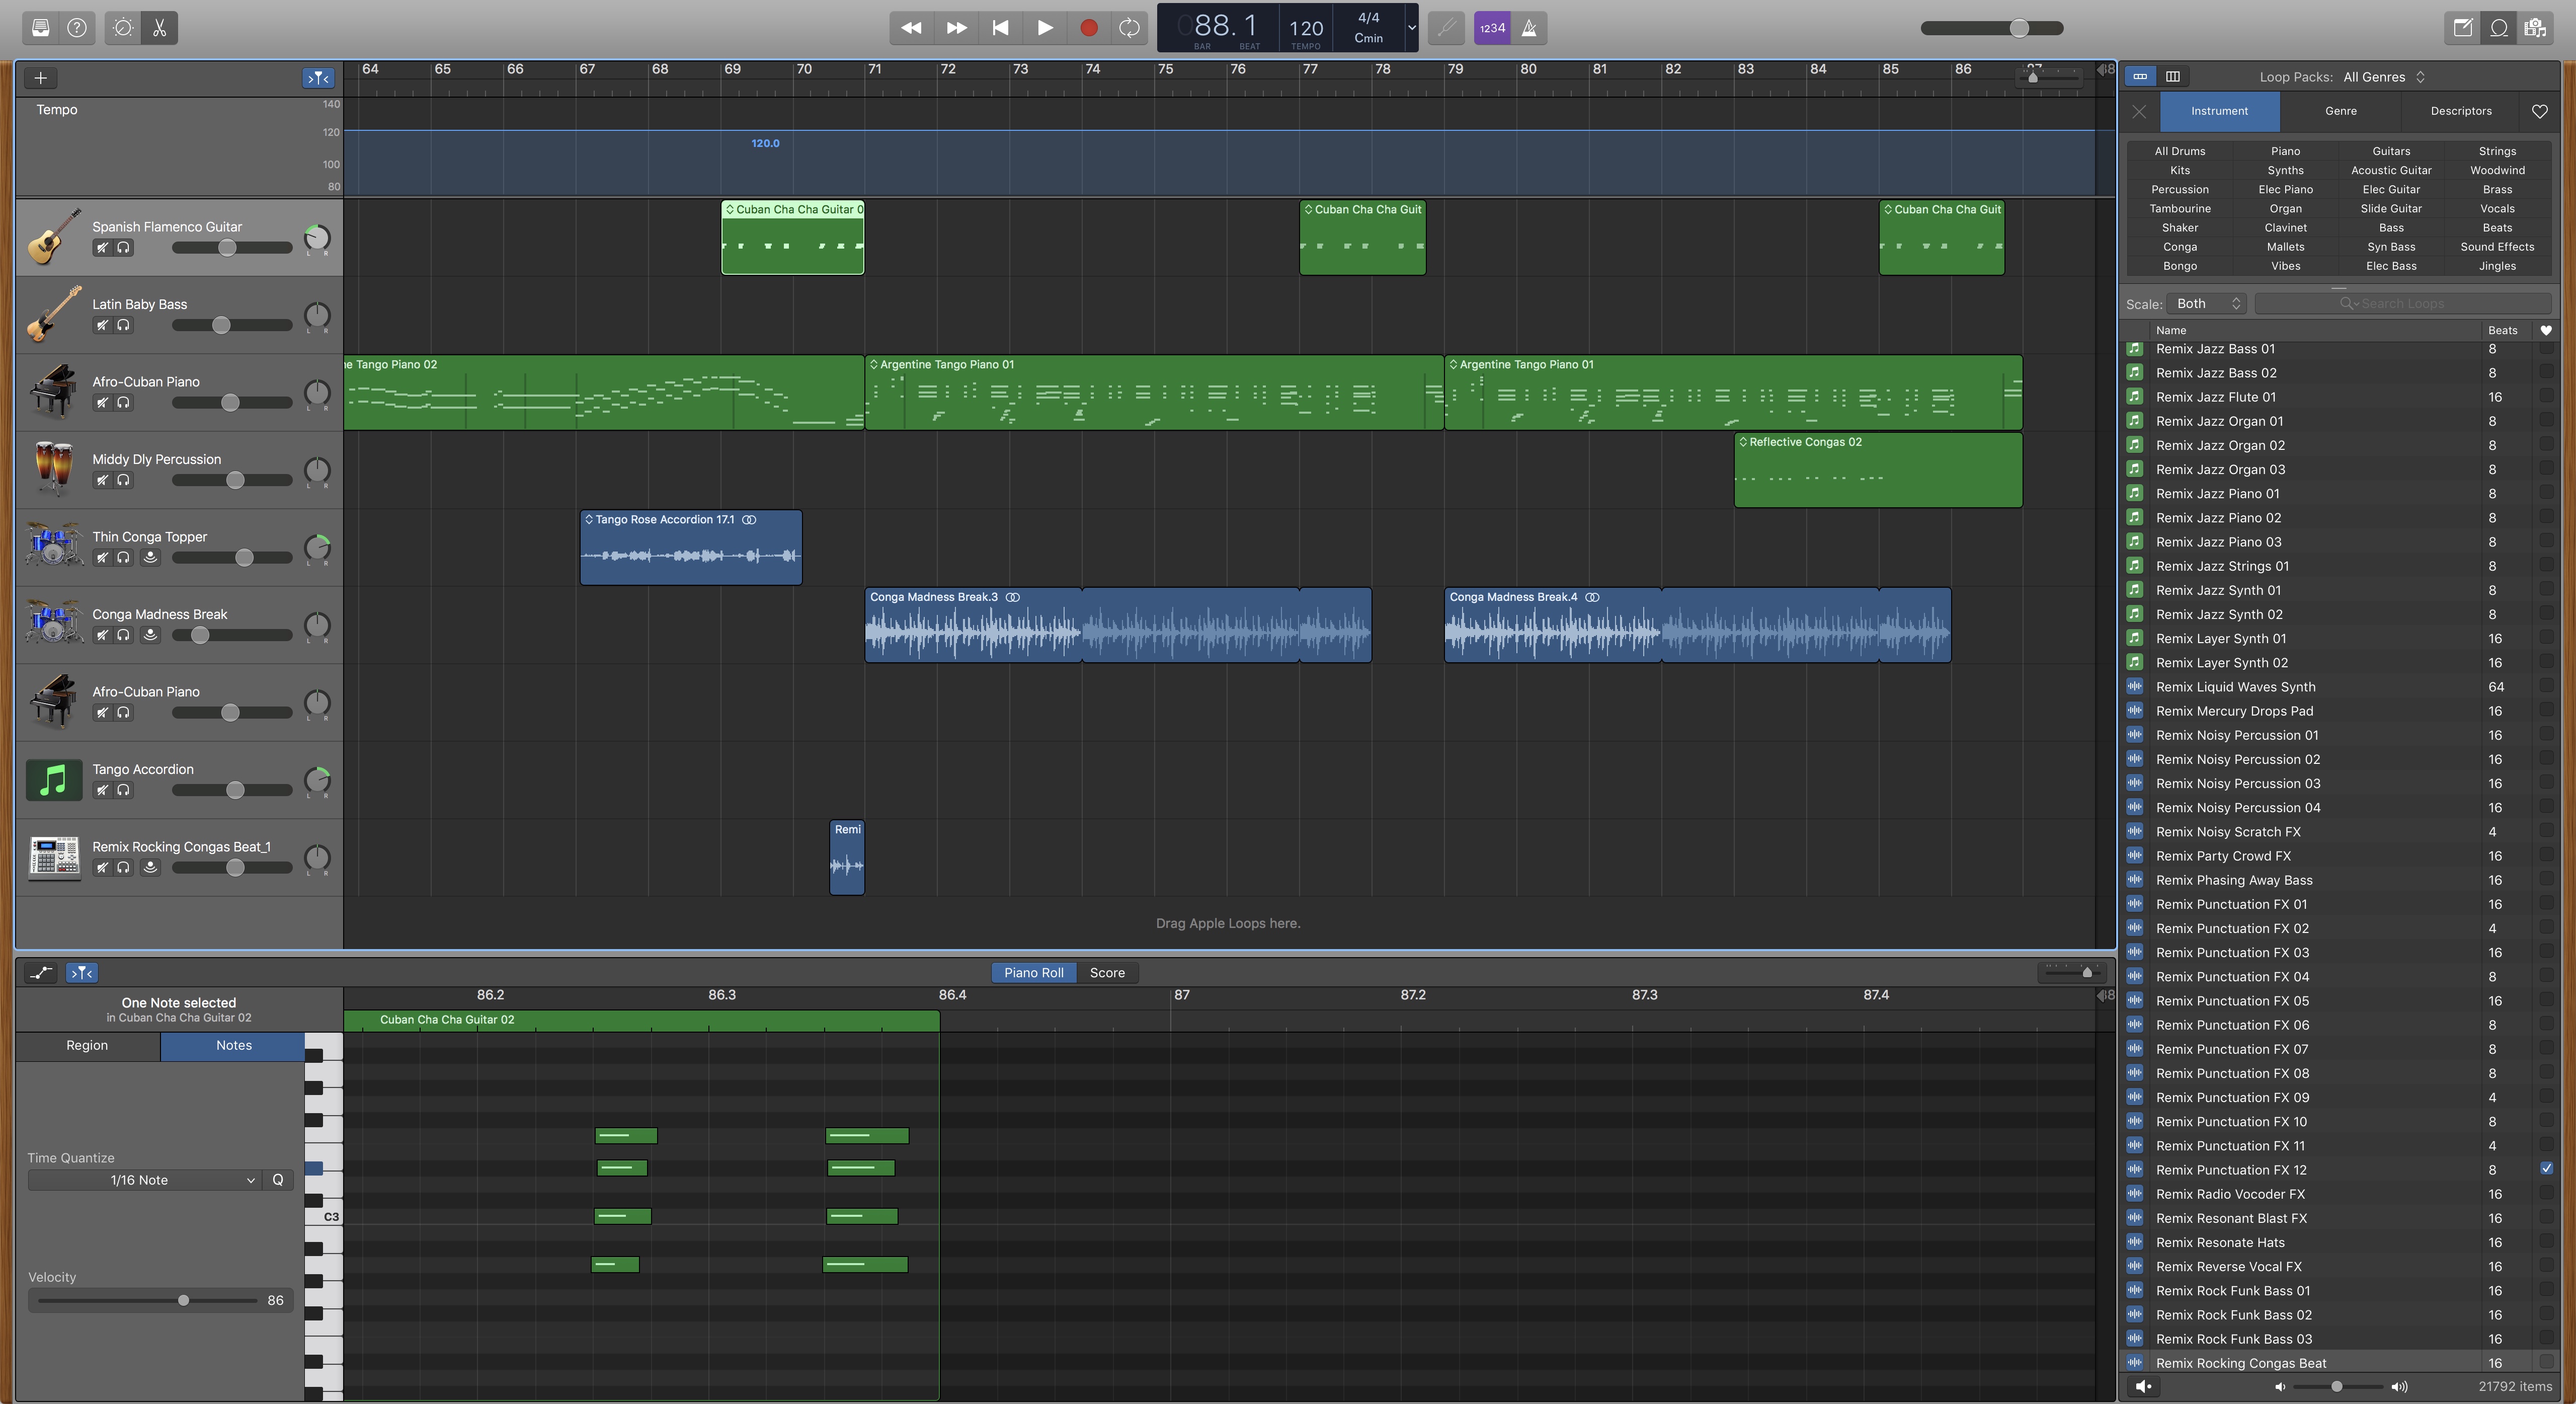 88.1
BAR BEAT
120
TEMPO
4/4
Cmin
1234
64 65 66 67 68 69 70 71 72 73 74 75 76 77 78 79 80 81 82 83 84 85 86 87
Tempo
140
120
100
80
120.0
Spanish Flamenco Guitar
L R
Cuban Cha Cha Guitar 0
Cuban Cha Cha Guit
Cuban Cha Cha Guit
Latin Baby Bass
L R
Afro-Cuban Piano
L R
ne Tango Piano 02
Argentine Tango Piano 01
Argentine Tango Piano 01
Middy Dly Percussion
L R
Reflective Congas 02
Thin Conga Topper
L R
Tango Rose Accordion 17.1
Conga Madness Break
L R
Conga Madness Break.3
Conga Madness Break.4
Afro-Cuban Piano
L R
Tango Accordion
L R
Remix Rocking Congas Beat_1
L R
Remi
Drag Apple Loops here.
Piano Roll
Score
One Note selected
in Cuban Cha Cha Guitar 02
Region
Notes
86.2 86.3 86.4 87 87.2 87.3 87.4
Cuban Cha Cha Guitar 02
Time Quantize
1/16 Note
Q
C3
Velocity
86
Loop Packs: All Genres
Instrument Genre Descriptors
All Drums Piano Guitars Strings
Kits Synths Acoustic Guitar Woodwind
Percussion Elec Piano Elec Guitar Brass
Tambourine Organ Slide Guitar Vocals
Shaker Clavinet Bass Beats
Conga Mallets Syn Bass Sound Effects
Bongo Vibes Elec Bass Jingles
Scale: Both
Search Loops
Name Beats
Remix Jazz Bass 01 8
Remix Jazz Bass 02 8
Remix Jazz Flute 01 16
Remix Jazz Organ 01 8
Remix Jazz Organ 02 8
Remix Jazz Organ 03 8
Remix Jazz Piano 01 8
Remix Jazz Piano 02 8
Remix Jazz Piano 03 8
Remix Jazz Strings 01 8
Remix Jazz Synth 01 8
Remix Jazz Synth 02 8
Remix Layer Synth 01 16
Remix Layer Synth 02 16
Remix Liquid Waves Synth 64
Remix Mercury Drops Pad 16
Remix Noisy Percussion 01 16
Remix Noisy Percussion 02 16
Remix Noisy Percussion 03 16
Remix Noisy Percussion 04 16
Remix Noisy Scratch FX 4
Remix Party Crowd FX 16
Remix Phasing Away Bass 16
Remix Punctuation FX 01 16
Remix Punctuation FX 02 4
Remix Punctuation FX 03 16
Remix Punctuation FX 04 8
Remix Punctuation FX 05 16
Remix Punctuation FX 06 8
Remix Punctuation FX 07 8
Remix Punctuation FX 08 8
Remix Punctuation FX 09 4
Remix Punctuation FX 10 8
Remix Punctuation FX 11 4
Remix Punctuation FX 12 8
Remix Radio Vocoder FX 16
Remix Resonant Blast FX 16
Remix Resonate Hats 16
Remix Reverse Vocal FX 16
Remix Rock Funk Bass 01 16
Remix Rock Funk Bass 02 16
Remix Rock Funk Bass 03 16
Remix Rocking Congas Beat 16
21792 items